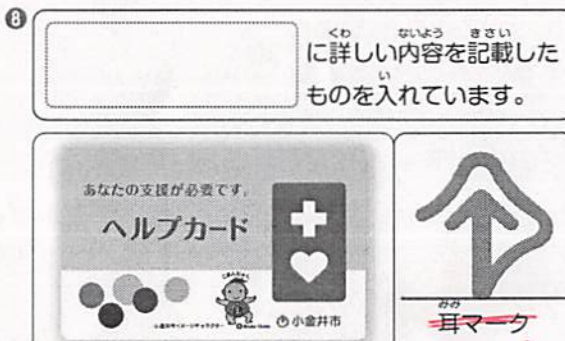 ❽
に詳しい内容を記載した
ものを入れています。
あなたの支援が必要です。
ヘルプカード
小金井市
耳マーク